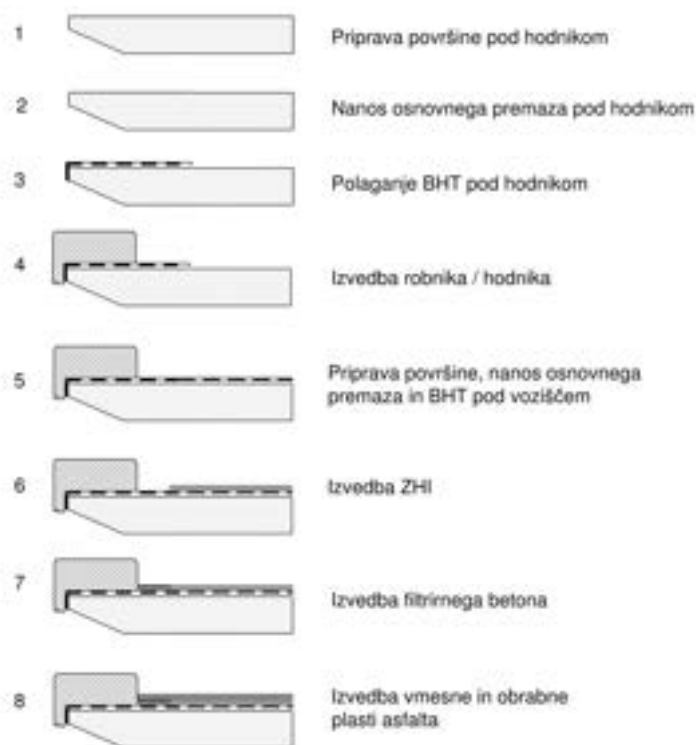 1 Priprava površine pod hodnikom
2 Nanos osnovnega premaza pod hodnikom
3 Polaganje BHT pod hodnikom
4 Izvedba robnika / hodnika
5 Priprava površine, nanos osnovnega
premaza in BHT pod voziščem
6 Izvedba ZHI
7 Izvedba filtrirnega betona
8 Izvedba vmesne in obrabne
plasti asfalta